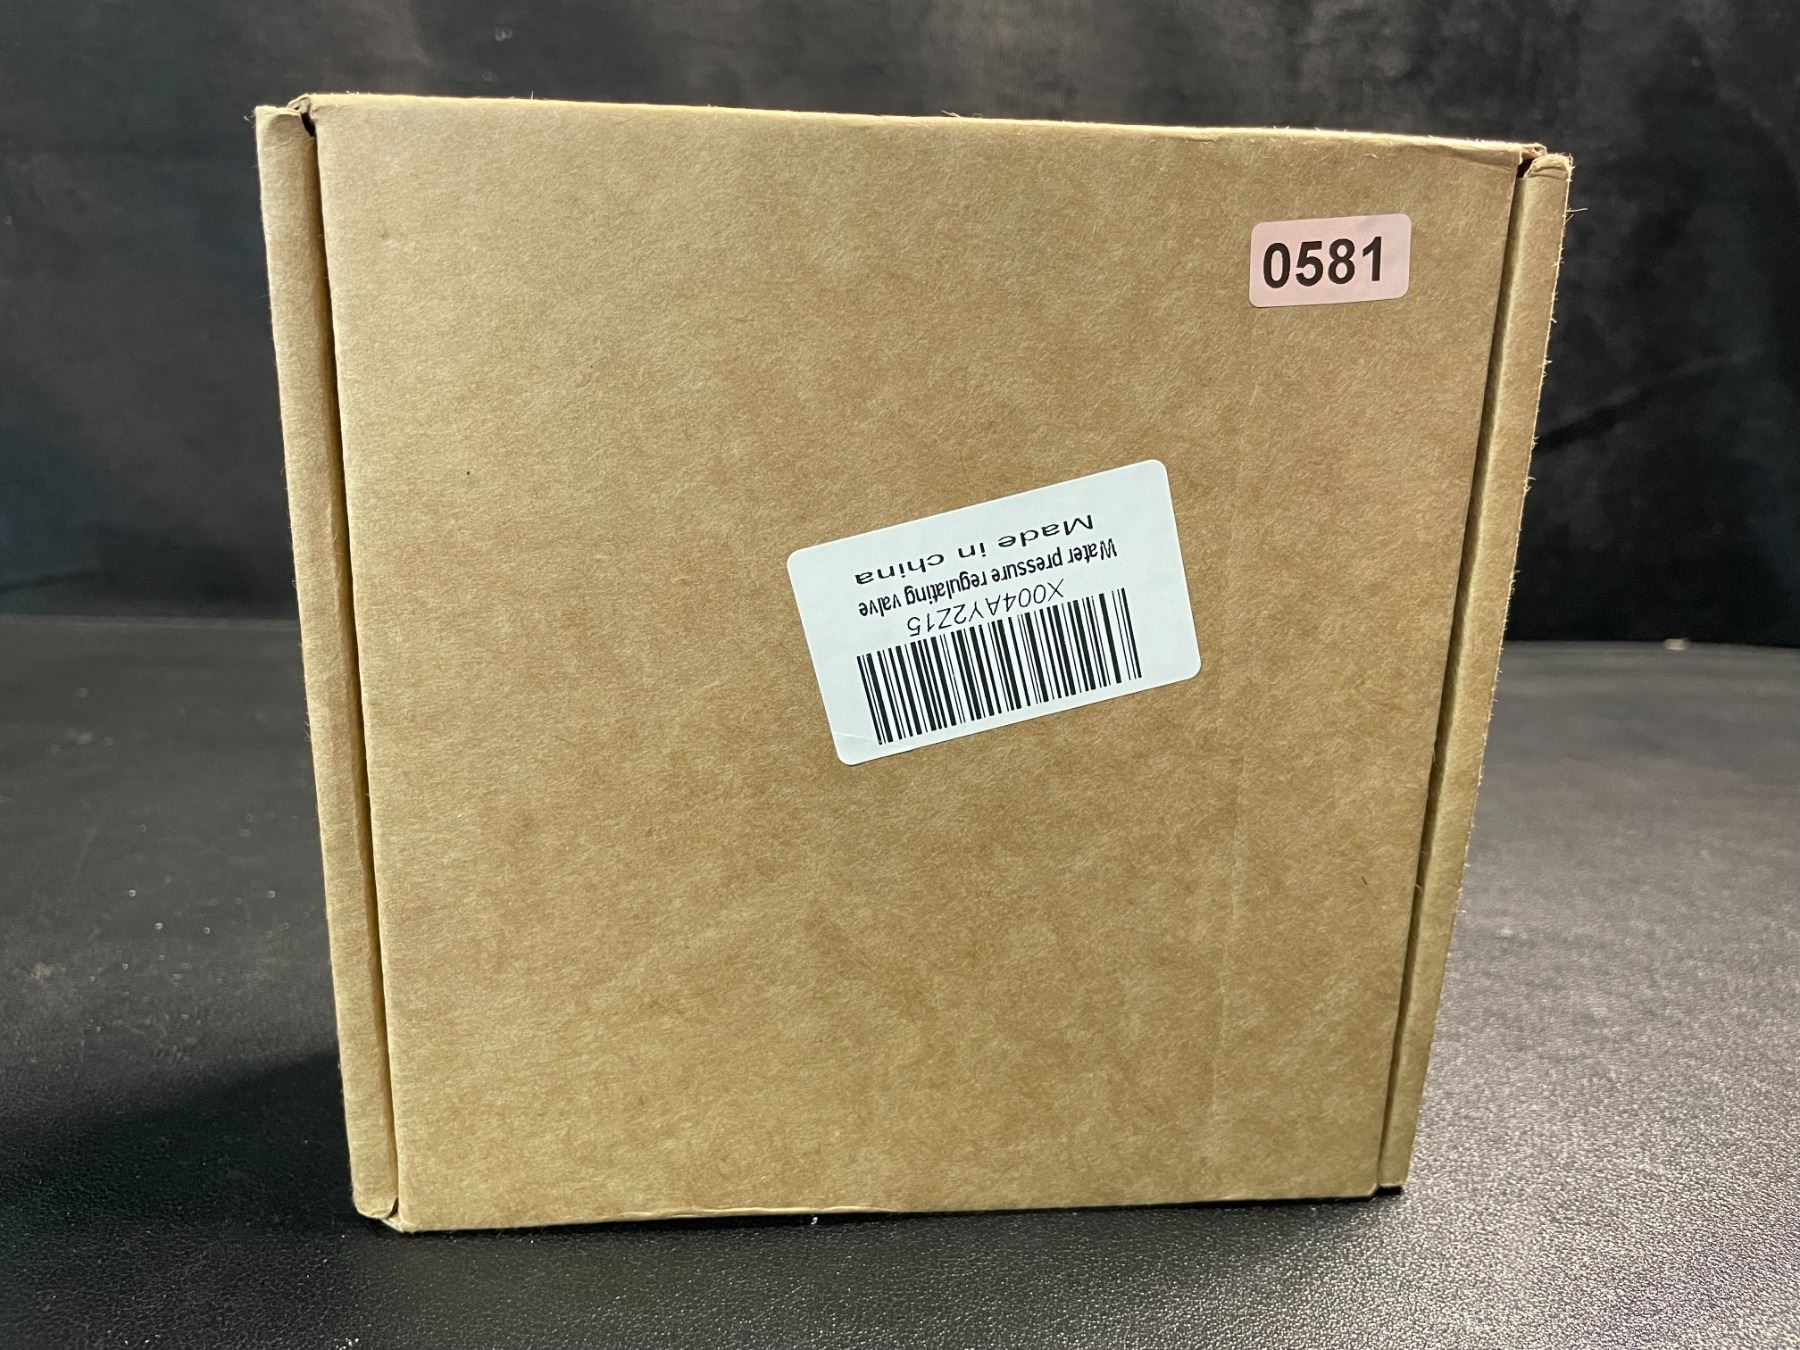 0581
X004AY2Z15
Water pressure regulating valve
Made in china